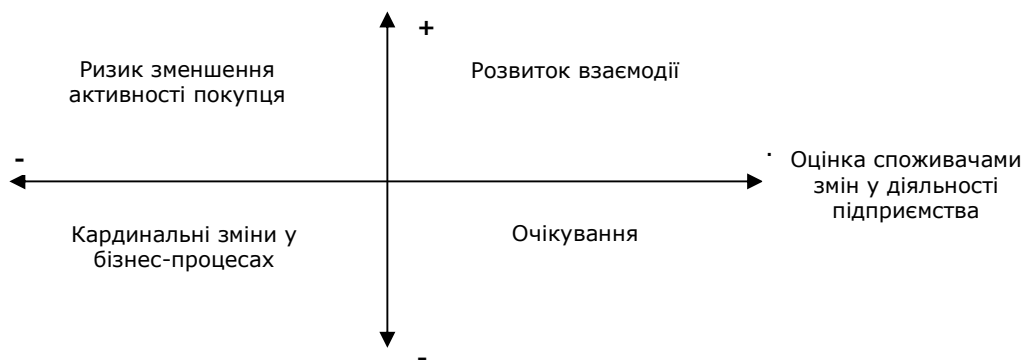 +
Ризик зменшення
активності покупця
Розвиток взаємодії
-
Оцінка споживачами
змін у діяльності
підприємства
Кардинальні зміни у
бізнес-процесах
Очікування
-